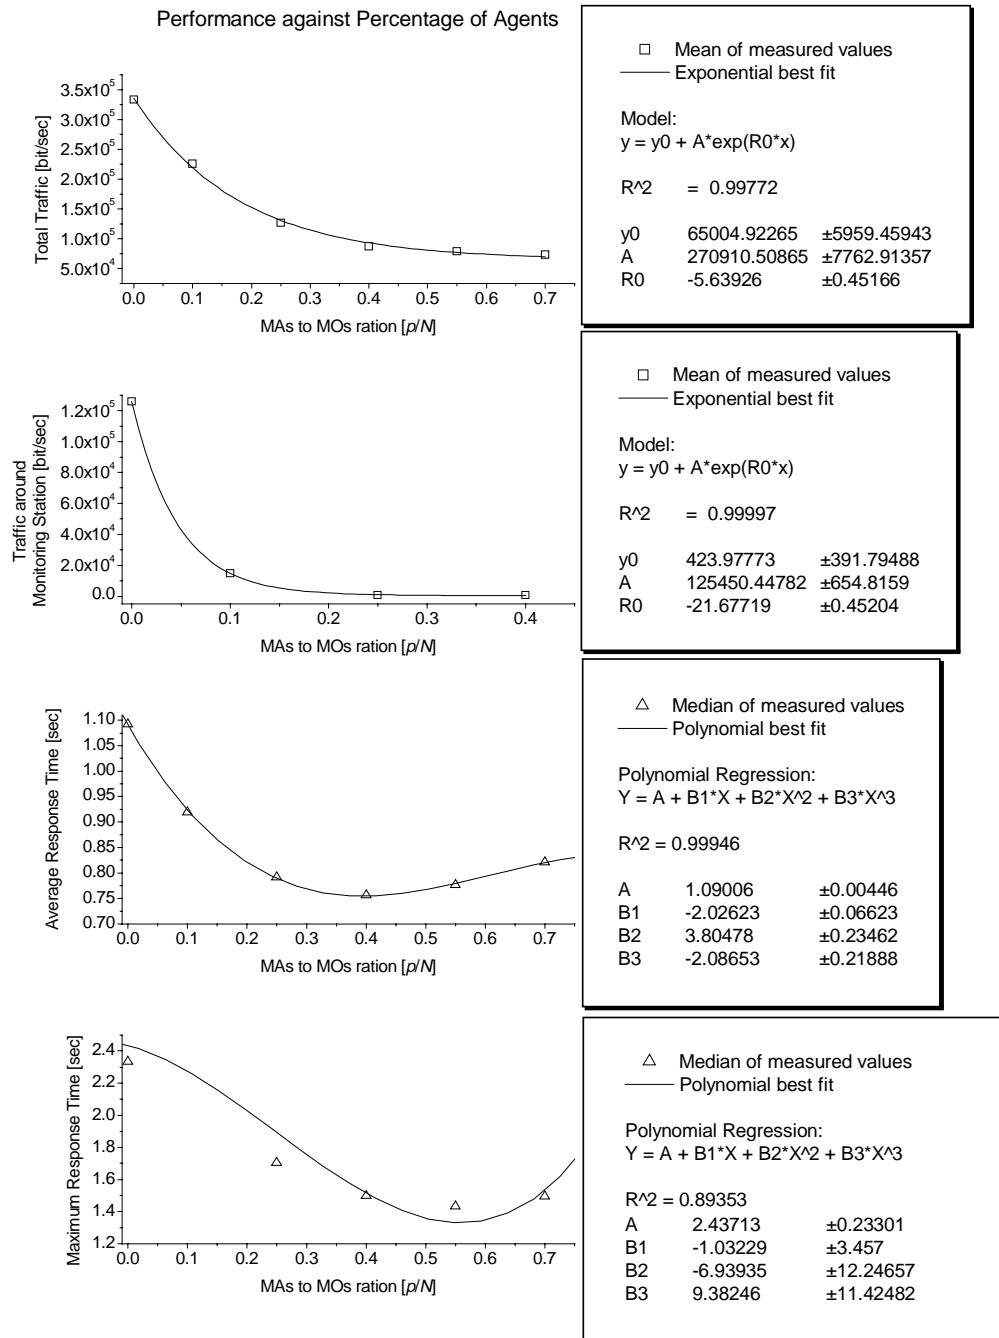 Performance against Percentage of Agents
3.5x10^5
3.0x10^5
2.5x10^5
2.0x10^5
1.5x10^5
1.0x10^5
5.0x10^4
Total Traffic [bit/sec]
0.0 0.1 0.2 0.3 0.4 0.5 0.6 0.7
MAs to MOs ration [p/N]
Mean of measured values
Exponential best fit
Model:
y = y0 + A*exp(R0*x)
R^2 = 0.99772
y0 65004.92265 ±5959.45943
A 270910.50865 ±7762.91357
R0 -5.63926 ±0.45166
1.2x10^5
1.0x10^5
8.0x10^4
6.0x10^4
4.0x10^4
2.0x10^4
0.0
Traffic around
Monitoring Station [bit/sec]
0.0 0.1 0.2 0.3 0.4
MAs to MOs ration [p/N]
Mean of measured values
Exponential best fit
Model:
y = y0 + A*exp(R0*x)
R^2 = 0.99997
y0 423.97773 ±391.79488
A 125450.44782 ±654.8159
R0 -21.67719 ±0.45204
1.10
1.05
1.00
0.95
0.90
0.85
0.80
0.75
0.70
Average Response Time [sec]
0.0 0.1 0.2 0.3 0.4 0.5 0.6 0.7
MAs to MOs ration [p/N]
Median of measured values
Polynomial best fit
Polynomial Regression:
Y = A + B1*X + B2*X^2 + B3*X^3
R^2 = 0.99946
A 1.09006 ±0.00446
B1 -2.02623 ±0.06623
B2 3.80478 ±0.23462
B3 -2.08653 ±0.21888
2.4
2.2
2.0
1.8
1.6
1.4
1.2
Maximum Response Time [sec]
0.0 0.1 0.2 0.3 0.4 0.5 0.6 0.7
MAs to MOs ration [p/N]
Median of measured values
Polynomial best fit
Polynomial Regression:
Y = A + B1*X + B2*X^2 + B3*X^3
R^2 = 0.89353
A 2.43713 ±0.23301
B1 -1.03229 ±3.457
B2 -6.93935 ±12.24657
B3 9.38246 ±11.42482